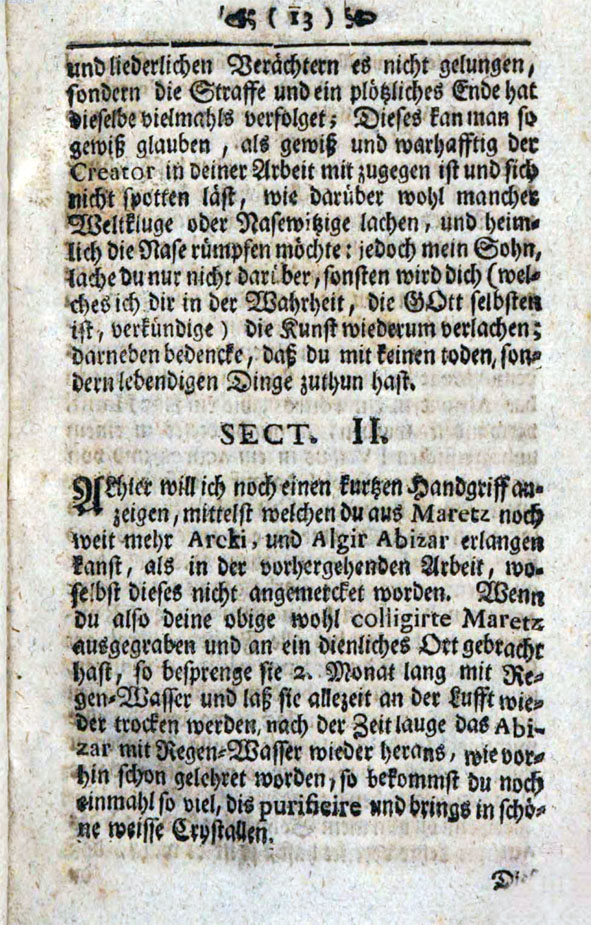 ( 13 )
und liederlichen Verächtern es nicht gelungen,
sondern die Straffe und ein plötzliches Ende hat
dieselbe vielmahls verfolget; Dieses kan man so
gewiß glauben, als gewiß und warhafftig der
Creator in deiner Arbeit mit zugegen ist und sich
nicht spotten läst, wie darüber wohl mancher
Weltkluge oder Nasewitzige lachen, und heim-
lich die Nase rümpfen möchte: jedoch mein Sohn,
lache du nur nicht darüber, sonsten wird dich (wel-
ches ich dir in der Wahrheit, die GOtt selbsten
ist, verkündige) die Kunst wiederum verlachen;
darneben bedencke, daß du mit keinen toden, son-
dern lebendigen Dinge zuthun hast.
SECT. II.
Alhier will ich noch einen kurtzen Handgriff an-
zeigen, mittelst welchen du aus Maretz noch
weit mehr Arcki, und Algir Abizar erlangen
kanst, als in der vorhergehenden Arbeit, wo-
selbst dieses nicht angemercket worden. Wenn
du also deine obige wohl colligirte Maretz
ausgegraben und an ein dienliches Ort gebracht
hast, so besprenge sie 2. Monat lang mit Re-
gen-Wasser und laß sie allezeit an der Lufft wie-
der trocken werden, nach der Zeit lauge das Abi-
zar mit Regen-Wasser wieder herans, wie vor-
hin schon gelehret worden, so bekommst du noch
einmahl so viel, dis purificire und brings in schö-
ne weisse Crystallen.